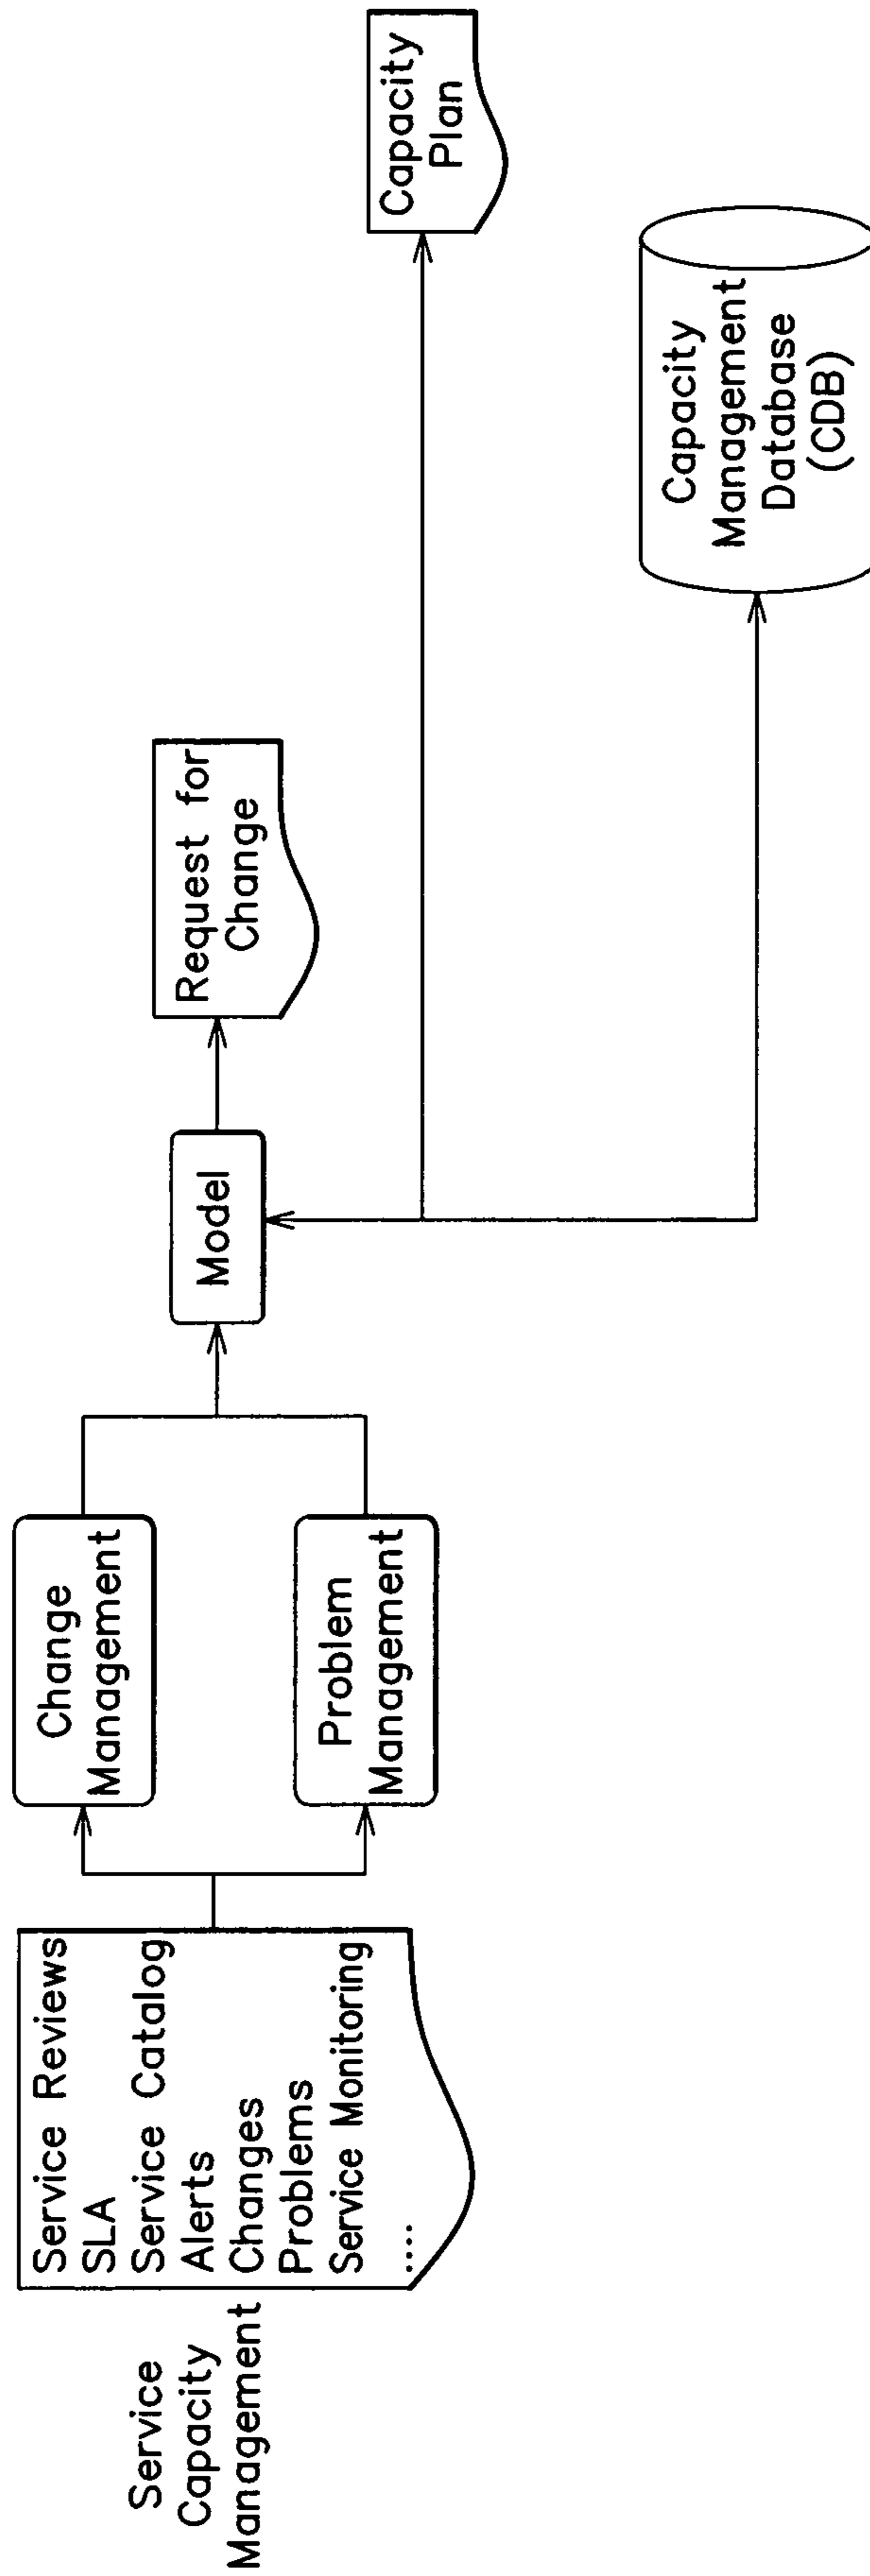 Service
Capacity
Management
Service Reviews
SLA
Service Catalog
Alerts
Changes
Problems
Service Monitoring
....
Change
Management
Problem
Management
Model
Request for
Change
Capacity
Plan
Capacity
Management
Database
(CDB)